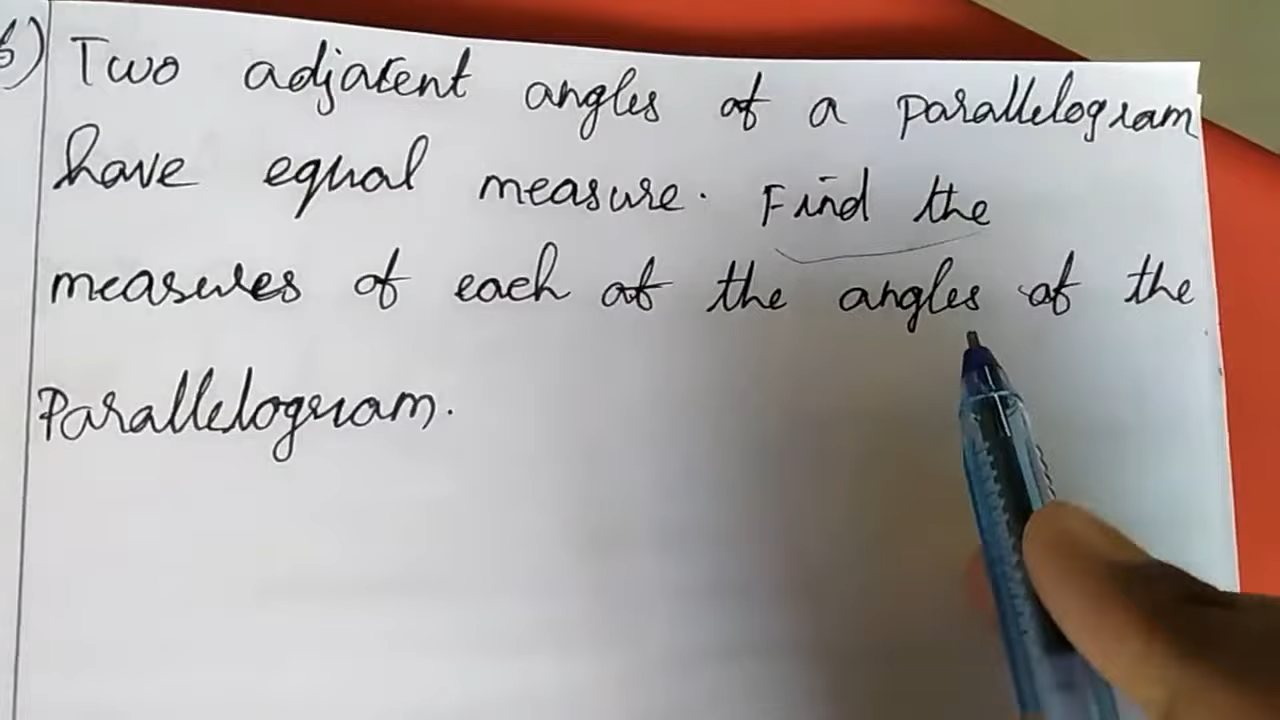 6) Two adjacent angles of a parallelogram
have equal measure. Find the
measures of each of the angles of the
Parallelogram.